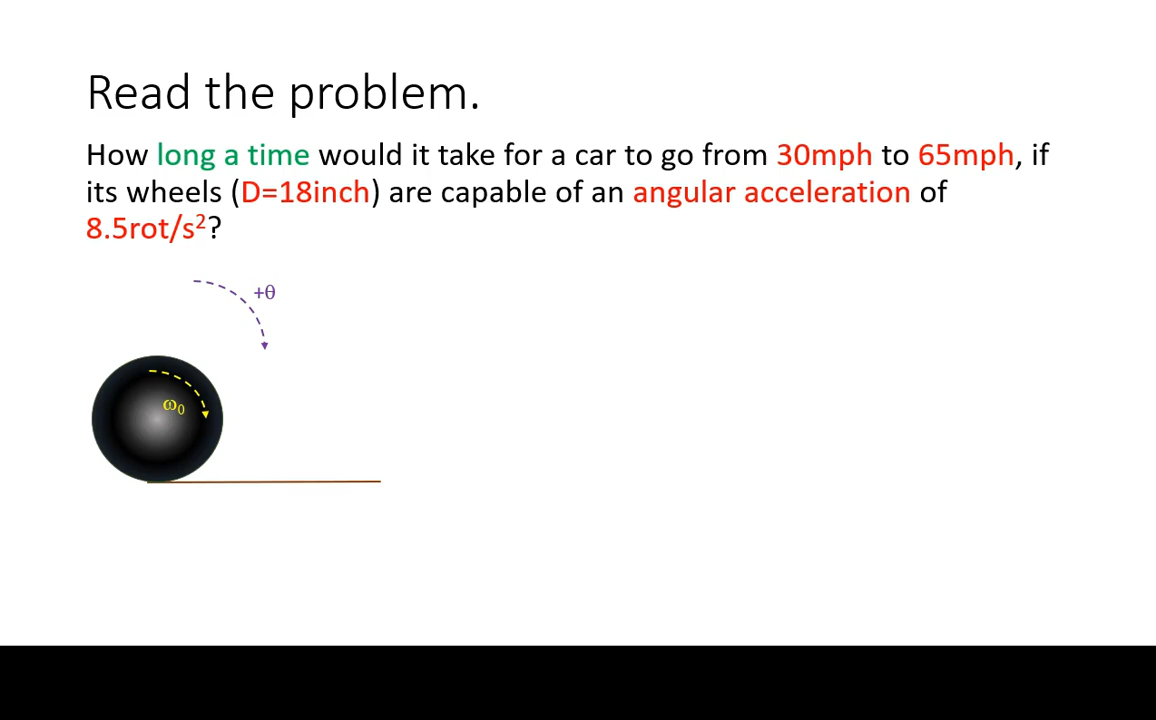 Read the problem.
How long a time would it take for a car to go from 30mph to 65mph, if
its wheels (D=18inch) are capable of an angular acceleration of
8.5rot/s²?
+θ
ω₀